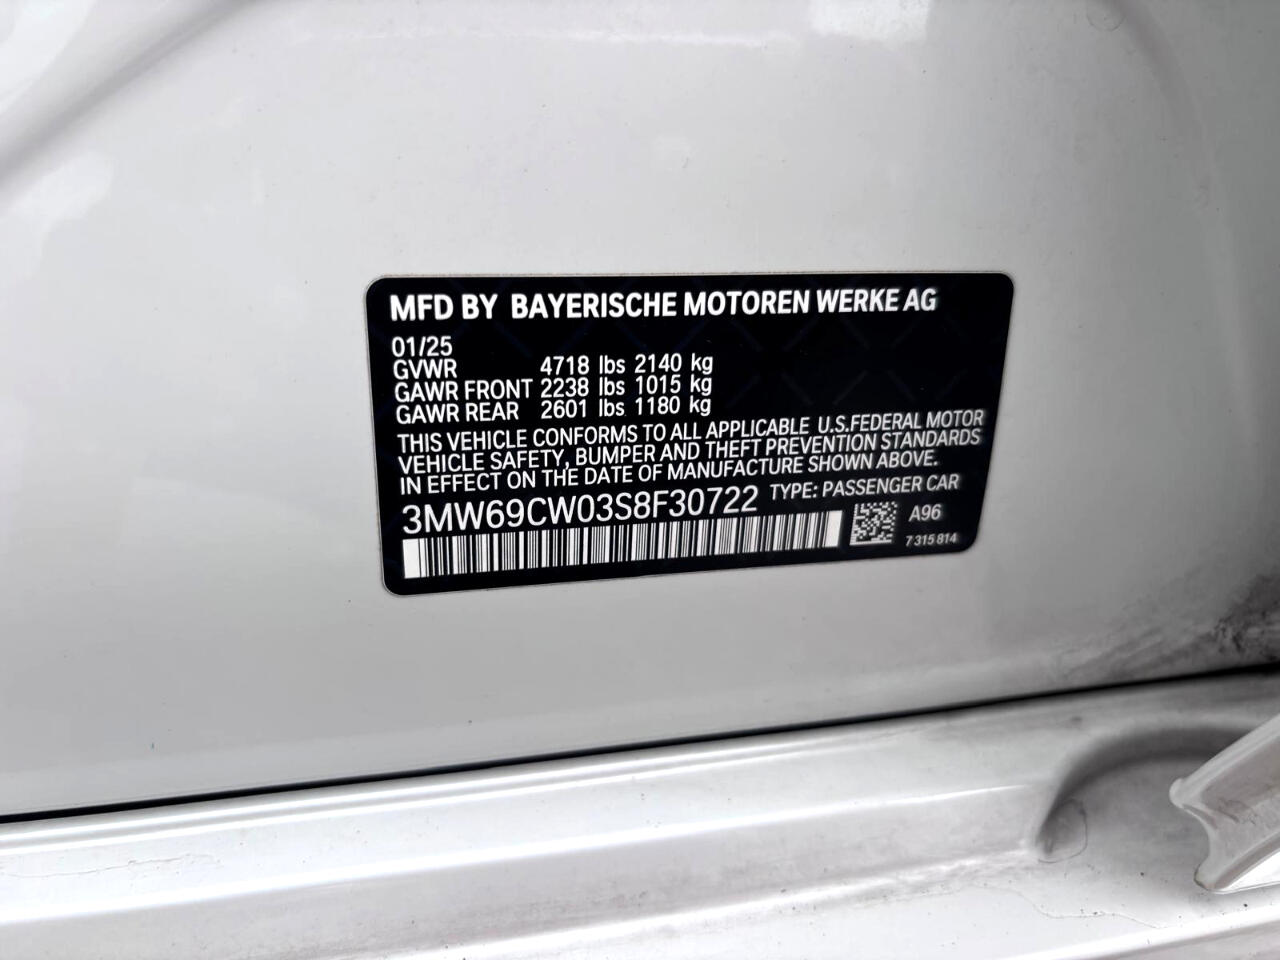 MFD BY BAYERISCHE MOTOREN WERKE AG
01/25
GVWR 4718 lbs 2140 kg
GAWR FRONT 2238 lbs 1015 kg
GAWR REAR 2601 lbs 1180 kg
THIS VEHICLE CONFORMS TO ALL APPLICABLE U.S.FEDERAL MOTOR
VEHICLE SAFETY, BUMPER AND THEFT PREVENTION STANDARDS
IN EFFECT ON THE DATE OF MANUFACTURE SHOWN ABOVE.
3MW69CW03S8F30722 TYPE: PASSENGER CAR
A96
7 315 814